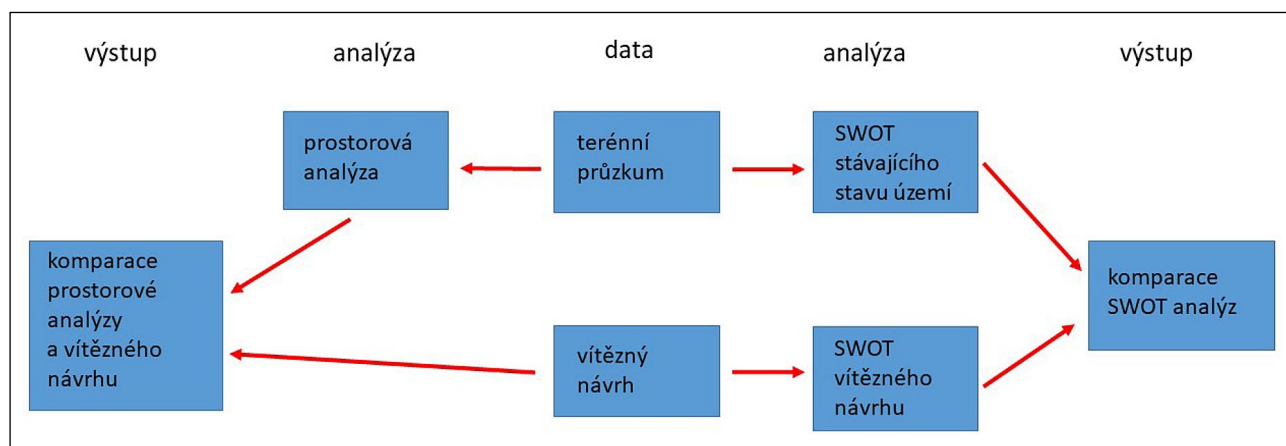 výstup
analýza
data
analýza
výstup
prostorová
analýza
terénní
průzkum
SWOT
stávajícího
stavu území
komparace
prostorové
analýzy
a vítězného
návrhu
komparace
SWOT analýz
vítězný
návrh
SWOT
vítězného
návrhu